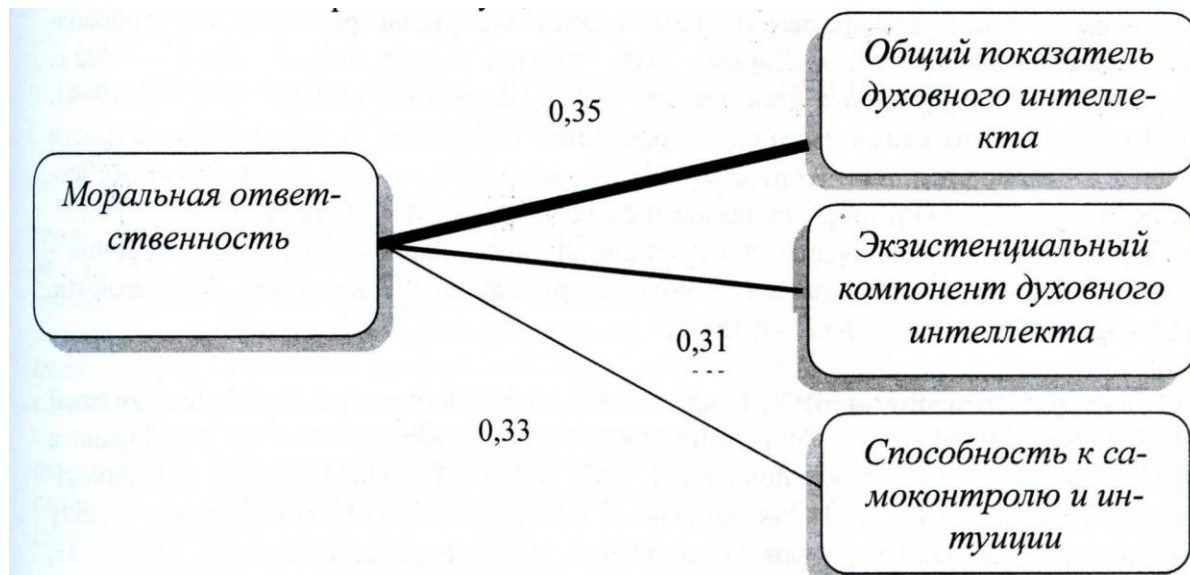 Общий показатель
духовного интелле-
кта
0,35
Моральная ответ-
ственность
Экзистенциальный
компонент духовного
интеллекта
0,31
0,33
Способность к са-
моконтролю и ин-
туиции